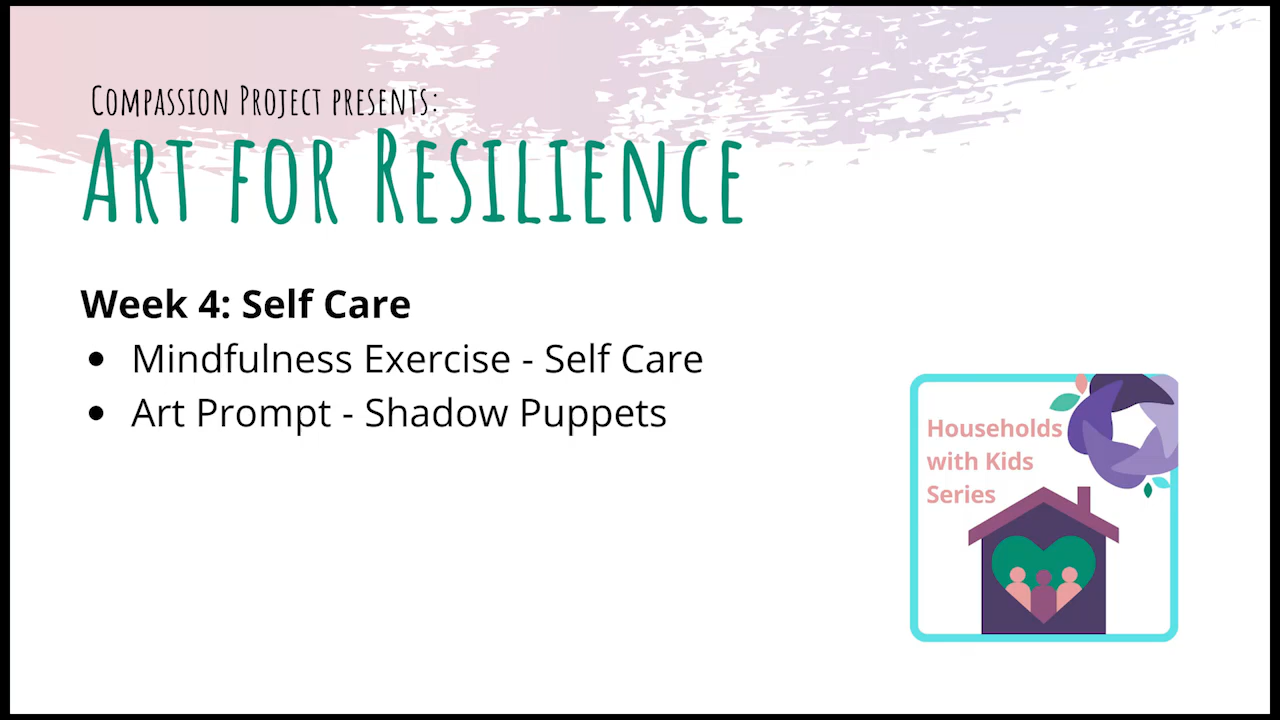 Compassion Project presents:
Art for Resilience
Week 4: Self Care
• Mindfulness Exercise - Self Care
• Art Prompt - Shadow Puppets
Households
with Kids
Series